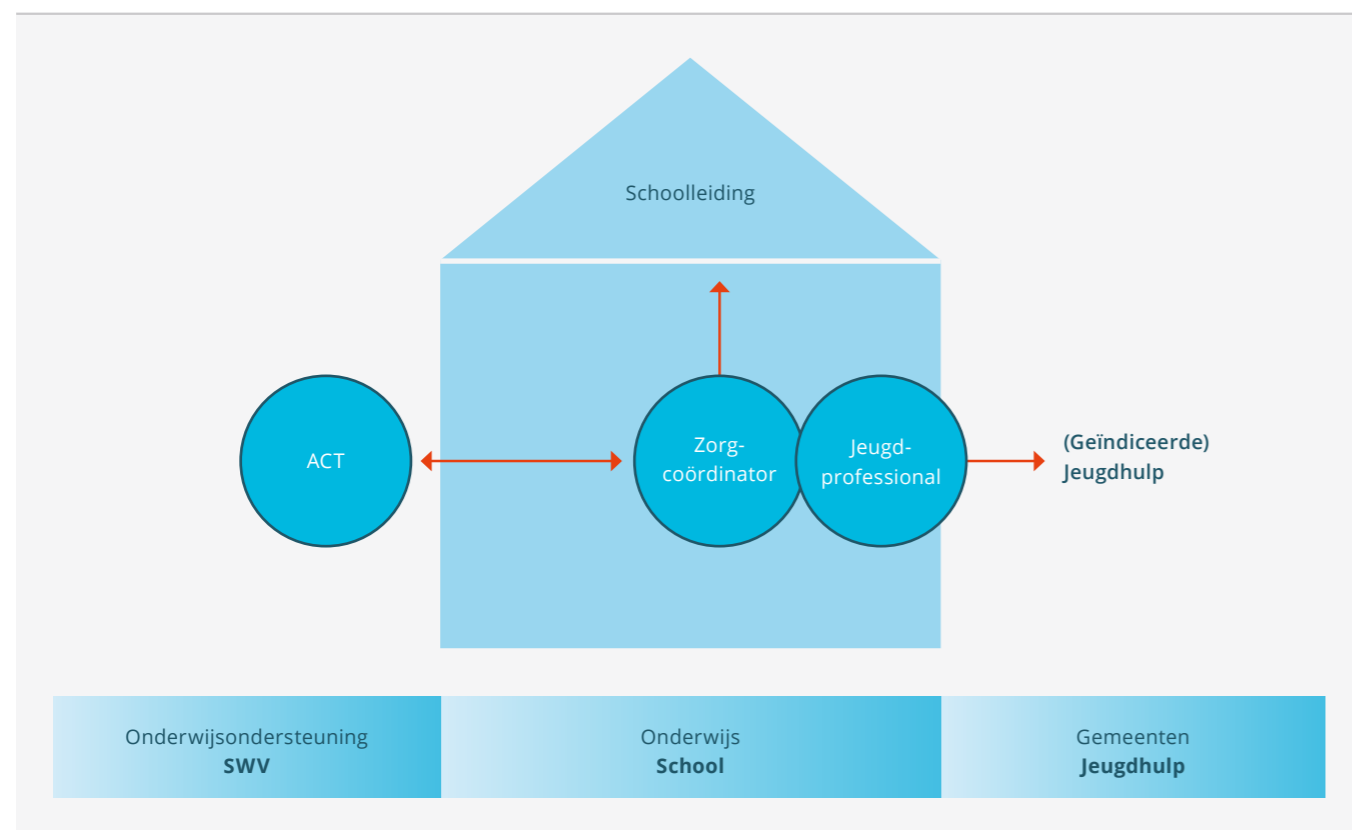 Schoolleiding
ACT
Zorg-
coördinator
Jeugd-
professional
(Geïndiceerde)
Jeugdhulp
Onderwijsondersteuning
SWV
Onderwijs
School
Gemeenten
Jeugdhulp